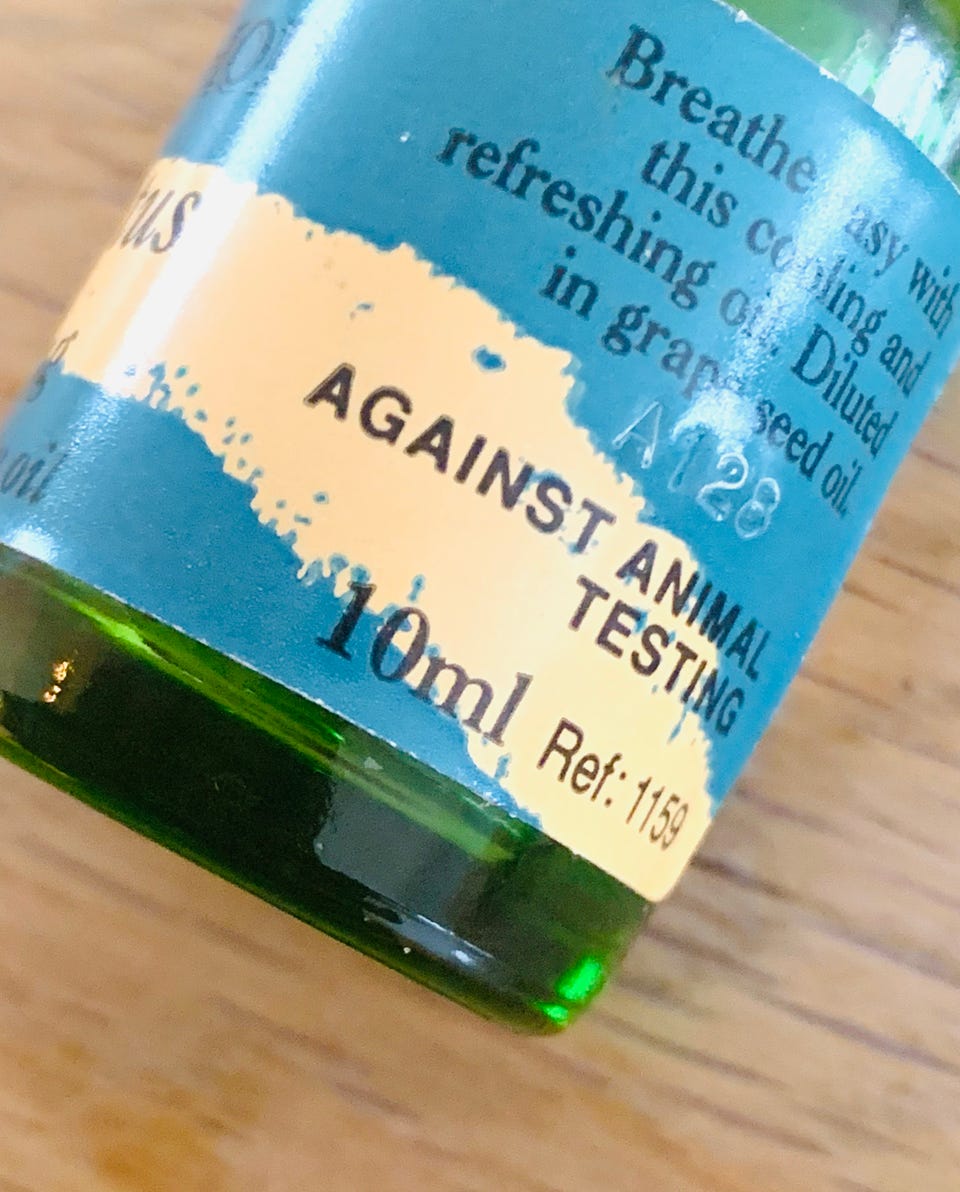 Breathe easy with
this cooling and
refreshing oil. Diluted
in grapeseed oil.
A128
AGAINST ANIMAL
TESTING
10ml
Ref: 1159
oil